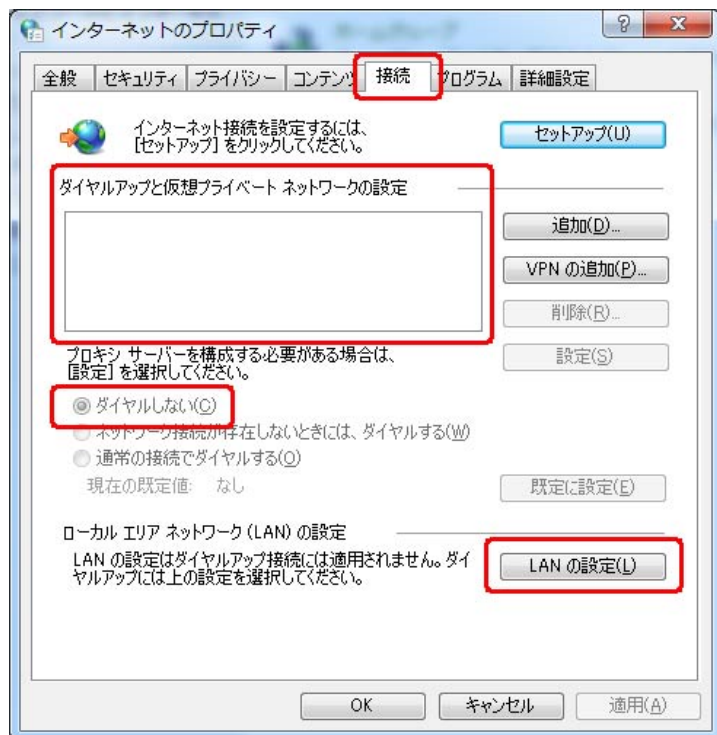 インターネットのプロパティ
全般 セキュリティ プライバシー コンテンツ 接続 プログラム 詳細設定
インターネット接続を設定するには、
[セットアップ] をクリックしてください。
セットアップ(U)
ダイヤルアップと仮想プライベート ネットワークの設定
追加(D)...
VPN の追加(P)...
削除(R)...
プロキシ サーバーを構成する必要がある場合は、
[設定] を選択してください。
設定(S)
ダイヤルしない(C)
ネットワーク接続が存在しないときには、ダイヤルする(W)
通常の接続でダイヤルする(O)
現在の既定値: なし
既定に設定(E)
ローカル エリア ネットワーク (LAN) の設定
LAN の設定はダイヤルアップ接続には適用されません。ダイ
ヤルアップには上の設定を選択してください。
LAN の設定(L)
OK キャンセル 適用(A)